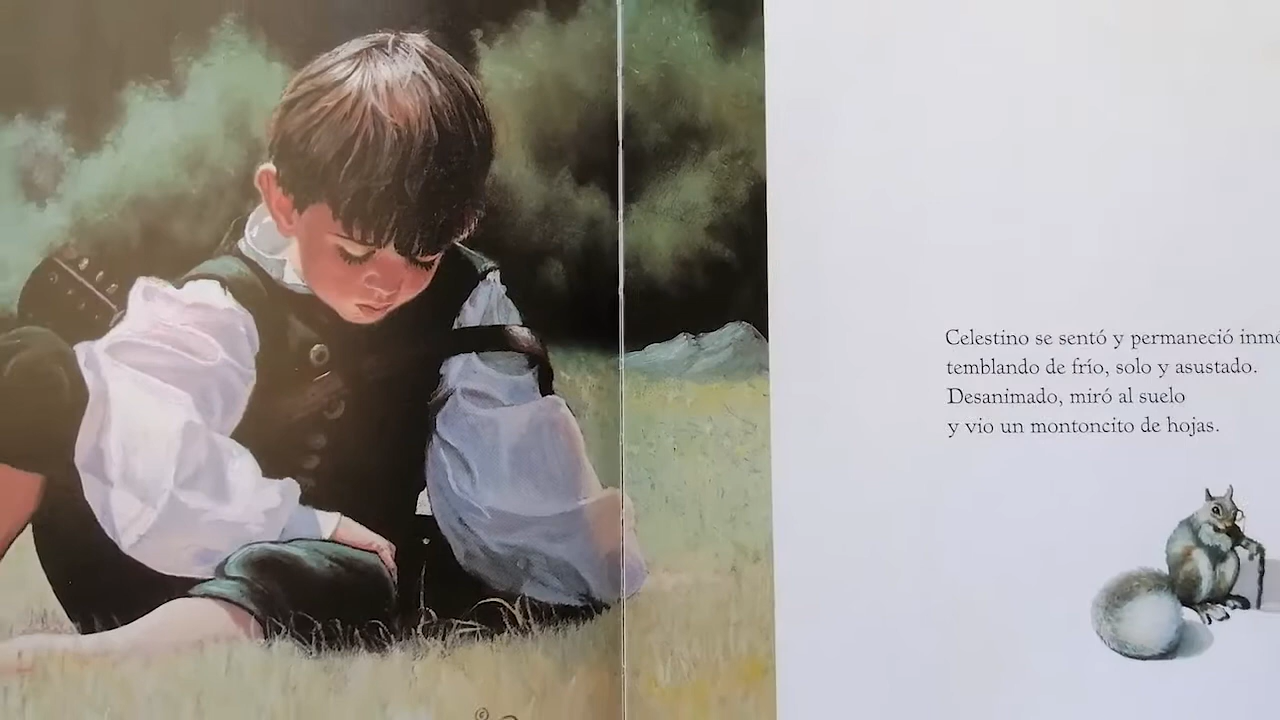 Celestino se sentó y permaneció
temblando de frío, solo y asustado.
Desanimado, miró al suelo
y vio un montoncito de hojas.